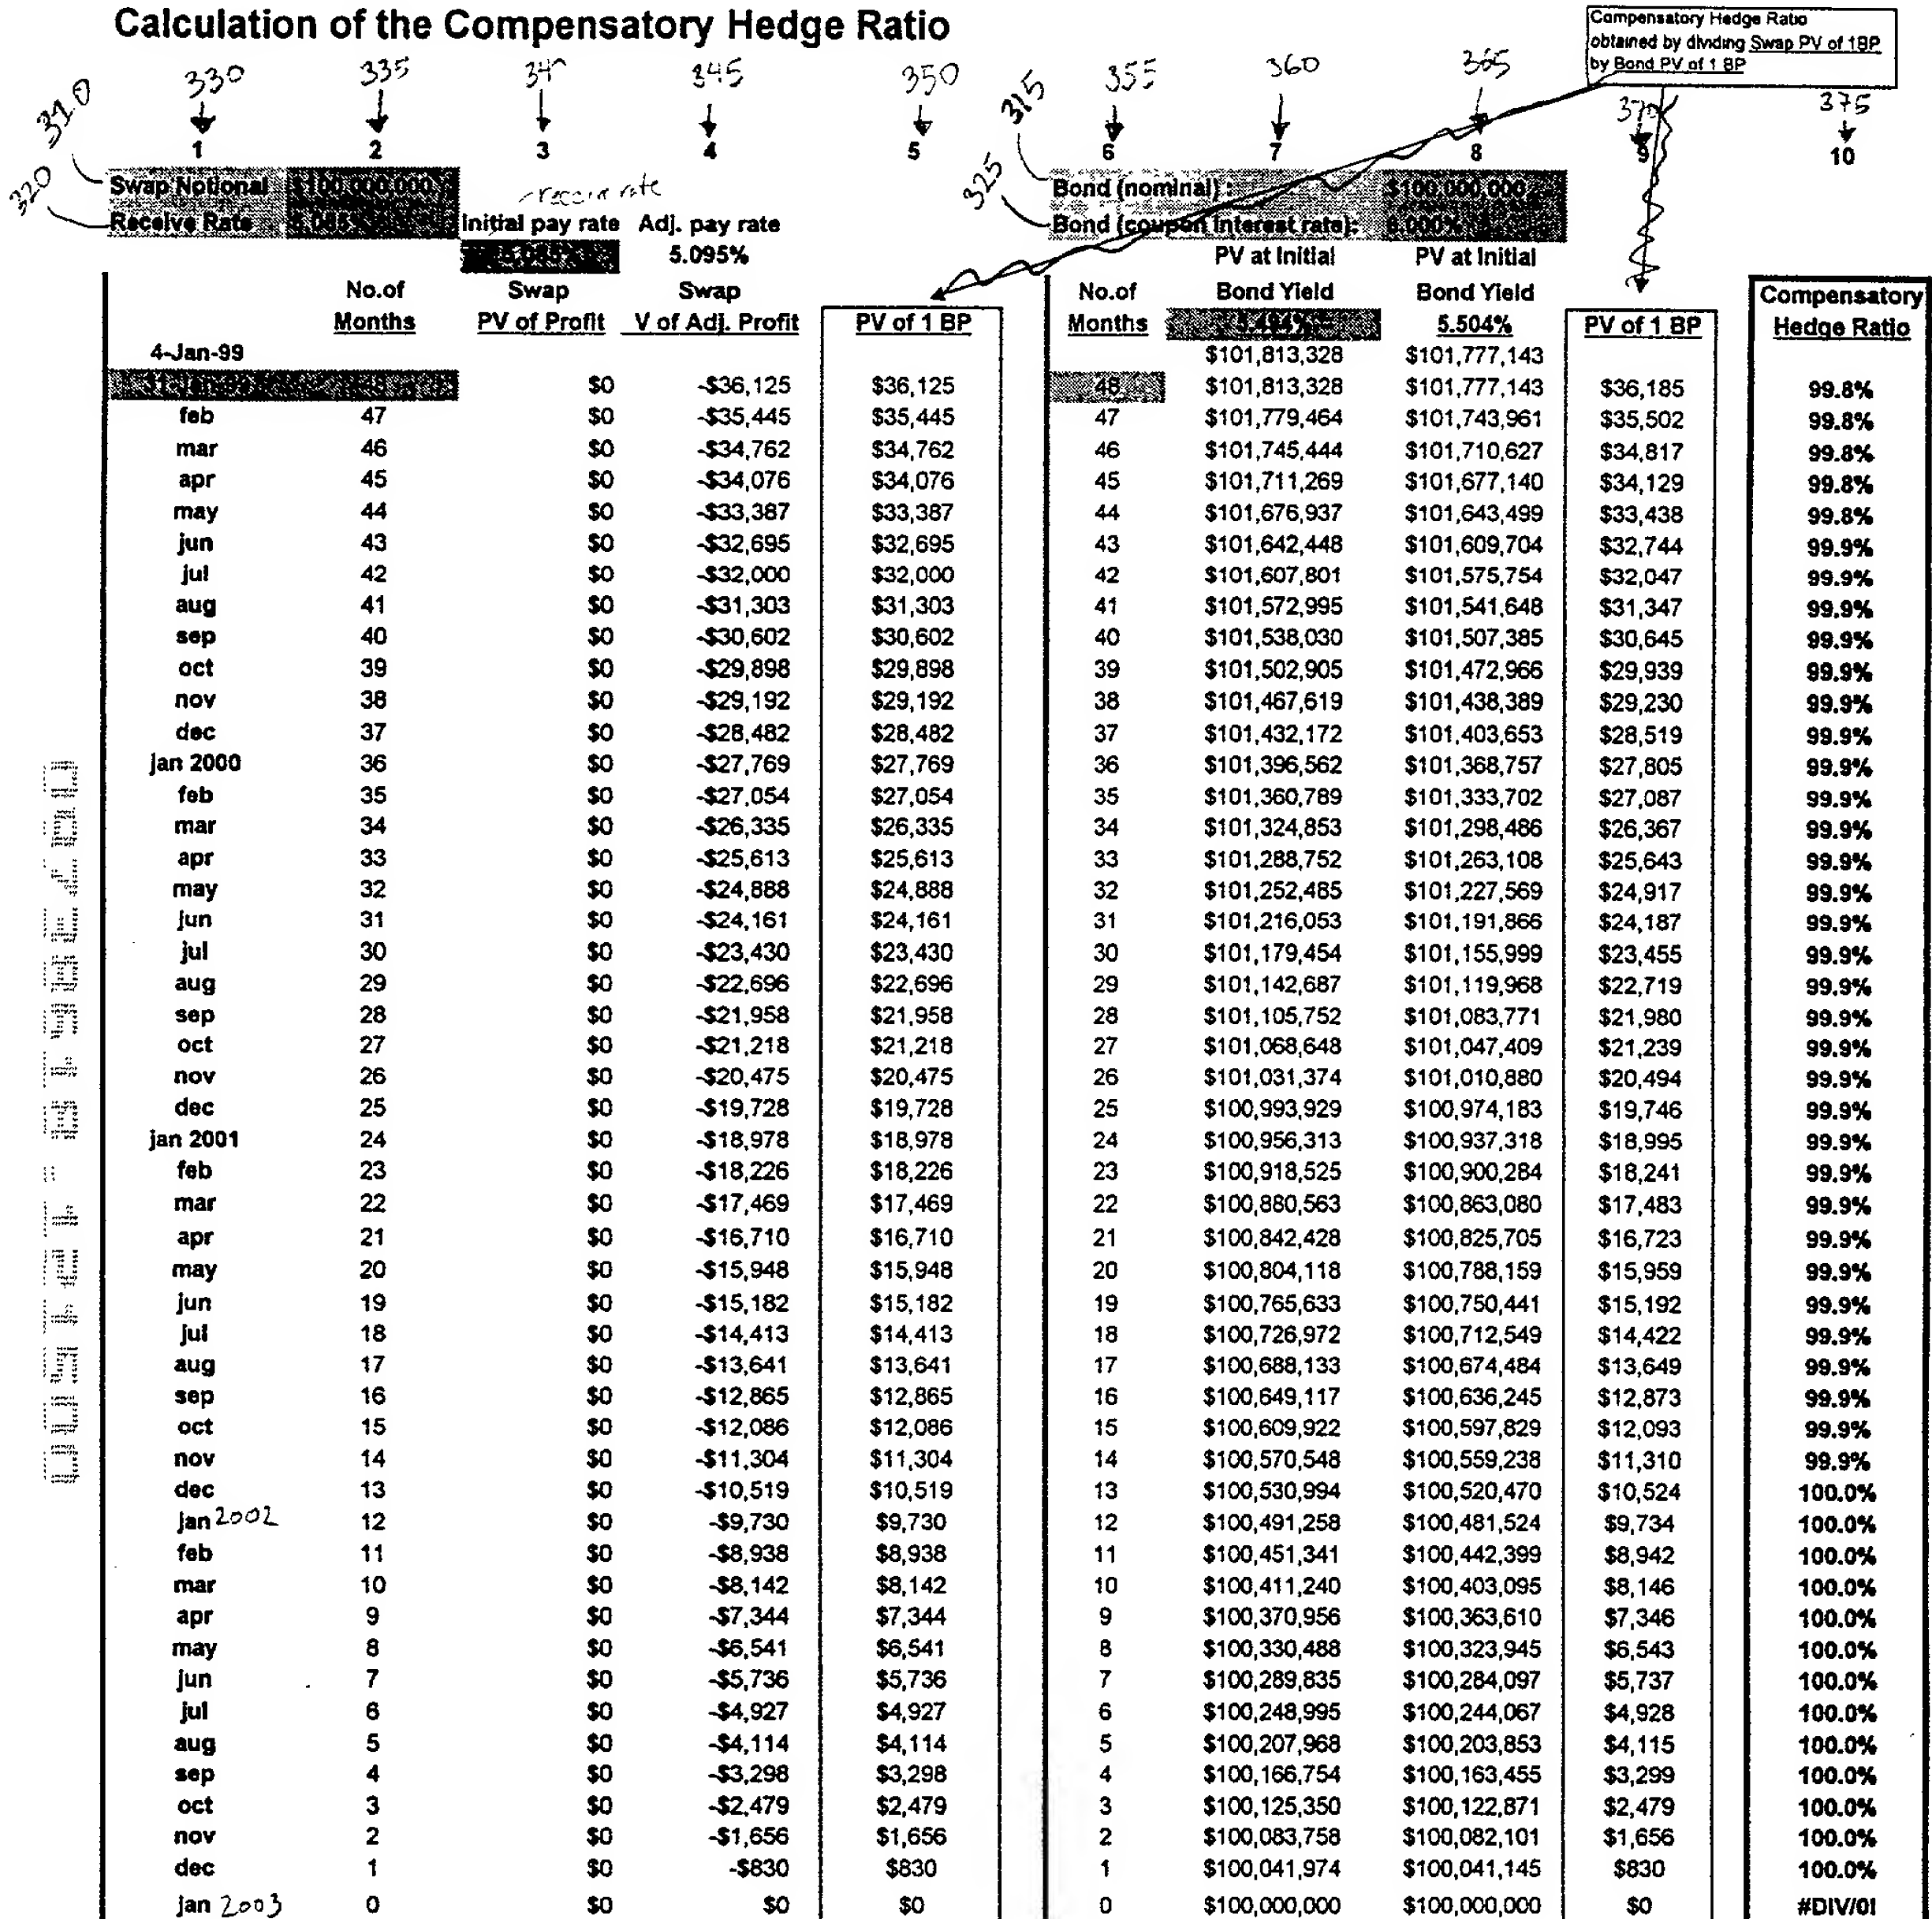 Calculation of the Compensatory Hedge Ratio
Compensatory Hedge Ratio
obtained by dividing Swap PV of 1BP
by Bond PV of 1 BP
330 335 345 350 355 360 365 375
310 315
1 2 3 4 5 6 7 8 9 10
320 325
Swap Notional $100,000,000 Bond (nominal) : $100,000,000
receive rate
Receive Rate Initial pay rate Adj. pay rate Bond (coupon interest rate): 6.000%
5.095% PV at Initial PV at Initial
No.of Swap Swap No.of Bond Yield Bond Yield Compensatory
Months PV of Profit V of Adj. Profit PV of 1 BP Months 5.494% 5.504% PV of 1 BP Hedge Ratio
4-Jan-99 $101,813,328 $101,777,143
31-Jan-99 48 $0 -$36,125 $36,125 48 $101,813,328 $101,777,143 $36,185 99.8%
feb 47 $0 -$35,445 $35,445 47 $101,779,464 $101,743,961 $35,502 99.8%
mar 46 $0 -$34,762 $34,762 46 $101,745,444 $101,710,627 $34,817 99.8%
apr 45 $0 -$34,076 $34,076 45 $101,711,269 $101,677,140 $34,129 99.8%
may 44 $0 -$33,387 $33,387 44 $101,676,937 $101,643,499 $33,438 99.8%
jun 43 $0 -$32,695 $32,695 43 $101,642,448 $101,609,704 $32,744 99.9%
jul 42 $0 -$32,000 $32,000 42 $101,607,801 $101,575,754 $32,047 99.9%
aug 41 $0 -$31,303 $31,303 41 $101,572,995 $101,541,648 $31,347 99.9%
sep 40 $0 -$30,602 $30,602 40 $101,538,030 $101,507,385 $30,645 99.9%
oct 39 $0 -$29,898 $29,898 39 $101,502,905 $101,472,966 $29,939 99.9%
nov 38 $0 -$29,192 $29,192 38 $101,467,619 $101,438,389 $29,230 99.9%
dec 37 $0 -$28,482 $28,482 37 $101,432,172 $101,403,653 $28,519 99.9%
jan 2000 36 $0 -$27,769 $27,769 36 $101,396,562 $101,368,757 $27,805 99.9%
feb 35 $0 -$27,054 $27,054 35 $101,360,789 $101,333,702 $27,087 99.9%
mar 34 $0 -$26,335 $26,335 34 $101,324,853 $101,298,486 $26,367 99.9%
apr 33 $0 -$25,613 $25,613 33 $101,288,752 $101,263,108 $25,643 99.9%
may 32 $0 -$24,888 $24,888 32 $101,252,485 $101,227,569 $24,917 99.9%
jun 31 $0 -$24,161 $24,161 31 $101,216,053 $101,191,866 $24,187 99.9%
jul 30 $0 -$23,430 $23,430 30 $101,179,454 $101,155,999 $23,455 99.9%
aug 29 $0 -$22,696 $22,696 29 $101,142,687 $101,119,968 $22,719 99.9%
sep 28 $0 -$21,958 $21,958 28 $101,105,752 $101,083,771 $21,980 99.9%
oct 27 $0 -$21,218 $21,218 27 $101,068,648 $101,047,409 $21,239 99.9%
nov 26 $0 -$20,475 $20,475 26 $101,031,374 $101,010,880 $20,494 99.9%
dec 25 $0 -$19,728 $19,728 25 $100,993,929 $100,974,183 $19,746 99.9%
jan 2001 24 $0 -$18,978 $18,978 24 $100,956,313 $100,937,318 $18,995 99.9%
feb 23 $0 -$18,226 $18,226 23 $100,918,525 $100,900,284 $18,241 99.9%
mar 22 $0 -$17,469 $17,469 22 $100,880,563 $100,863,080 $17,483 99.9%
apr 21 $0 -$16,710 $16,710 21 $100,842,428 $100,825,705 $16,723 99.9%
may 20 $0 -$15,948 $15,948 20 $100,804,118 $100,788,159 $15,959 99.9%
jun 19 $0 -$15,182 $15,182 19 $100,765,633 $100,750,441 $15,192 99.9%
jul 18 $0 -$14,413 $14,413 18 $100,726,972 $100,712,549 $14,422 99.9%
aug 17 $0 -$13,641 $13,641 17 $100,688,133 $100,674,484 $13,649 99.9%
sep 16 $0 -$12,865 $12,865 16 $100,649,117 $100,636,245 $12,873 99.9%
oct 15 $0 -$12,086 $12,086 15 $100,609,922 $100,597,829 $12,093 99.9%
nov 14 $0 -$11,304 $11,304 14 $100,570,548 $100,559,238 $11,310 99.9%
dec 13 $0 -$10,519 $10,519 13 $100,530,994 $100,520,470 $10,524 100.0%
jan 2002 12 $0 -$9,730 $9,730 12 $100,491,258 $100,481,524 $9,734 100.0%
feb 11 $0 -$8,938 $8,938 11 $100,451,341 $100,442,399 $8,942 100.0%
mar 10 $0 -$8,142 $8,142 10 $100,411,240 $100,403,095 $8,146 100.0%
apr 9 $0 -$7,344 $7,344 9 $100,370,956 $100,363,610 $7,346 100.0%
may 8 $0 -$6,541 $6,541 8 $100,330,488 $100,323,945 $6,543 100.0%
jun 7 $0 -$5,736 $5,736 7 $100,289,835 $100,284,097 $5,737 100.0%
jul 6 $0 -$4,927 $4,927 6 $100,248,995 $100,244,067 $4,928 100.0%
aug 5 $0 -$4,114 $4,114 5 $100,207,968 $100,203,853 $4,115 100.0%
sep 4 $0 -$3,298 $3,298 4 $100,166,754 $100,163,455 $3,299 100.0%
oct 3 $0 -$2,479 $2,479 3 $100,125,350 $100,122,871 $2,479 100.0%
nov 2 $0 -$1,656 $1,656 2 $100,083,758 $100,082,101 $1,656 100.0%
dec 1 $0 -$830 $830 1 $100,041,974 $100,041,145 $830 100.0%
jan 2003 0 $0 $0 $0 0 $100,000,000 $100,000,000 $0 #DIV/0!